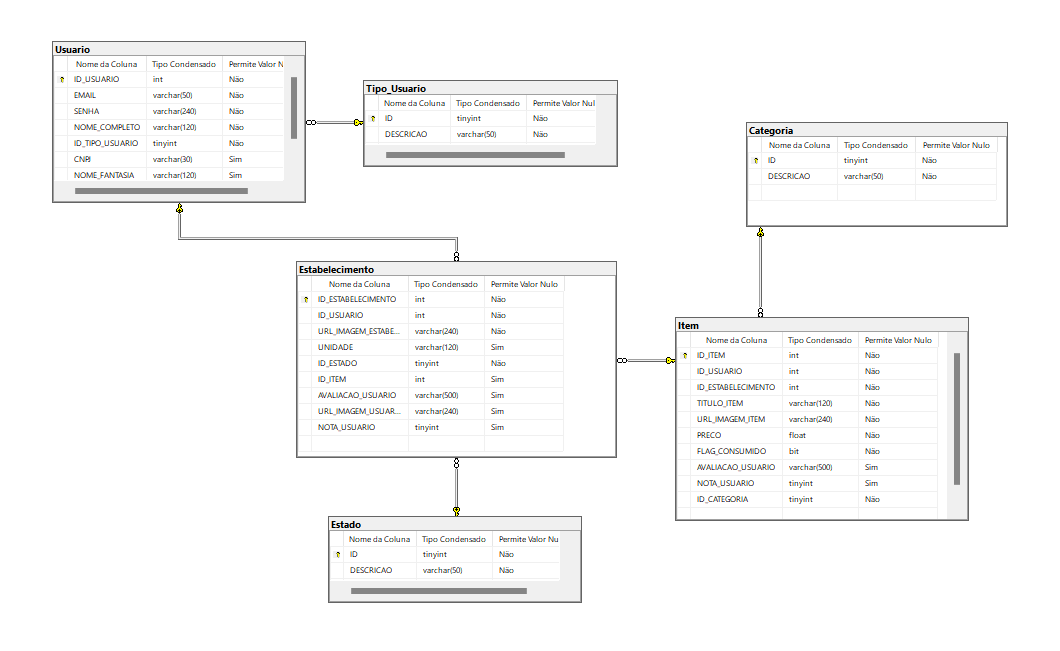 Usuario
Nome da Coluna Tipo Condensado Permite Valor N
ID_USUARIO int Não
EMAIL varchar(50) Não
SENHA varchar(240) Não
NOME_COMPLETO varchar(120) Não
ID_TIPO_USUARIO tinyint Não
CNPJ varchar(30) Sim
NOME_FANTASIA varchar(120) Sim
Tipo_Usuario
Nome da Coluna Tipo Condensado Permite Valor Nul
ID tinyint Não
DESCRICAO varchar(50) Não
Categoria
Nome da Coluna Tipo Condensado Permite Valor Nulo
ID tinyint Não
DESCRICAO varchar(50) Não
Estabelecimento
Nome da Coluna Tipo Condensado Permite Valor Nulo
ID_ESTABELECIMENTO int Não
ID_USUARIO int Não
URL_IMAGEM_ESTABE... varchar(240) Não
UNIDADE varchar(120) Sim
ID_ESTADO tinyint Não
ID_ITEM int Sim
AVALIACAO_USUARIO varchar(500) Sim
URL_IMAGEM_USUAR... varchar(240) Sim
NOTA_USUARIO tinyint Sim
Item
Nome da Coluna Tipo Condensado Permite Valor Nulo
ID_ITEM int Não
ID_USUARIO int Não
ID_ESTABELECIMENTO int Não
TITULO_ITEM varchar(120) Não
URL_IMAGEM_ITEM varchar(240) Não
PRECO float Não
FLAG_CONSUMIDO bit Não
AVALIACAO_USUARIO varchar(500) Sim
NOTA_USUARIO tinyint Sim
ID_CATEGORIA tinyint Não
Estado
Nome da Coluna Tipo Condensado Permite Valor Nu
ID tinyint Não
DESCRICAO varchar(50) Não